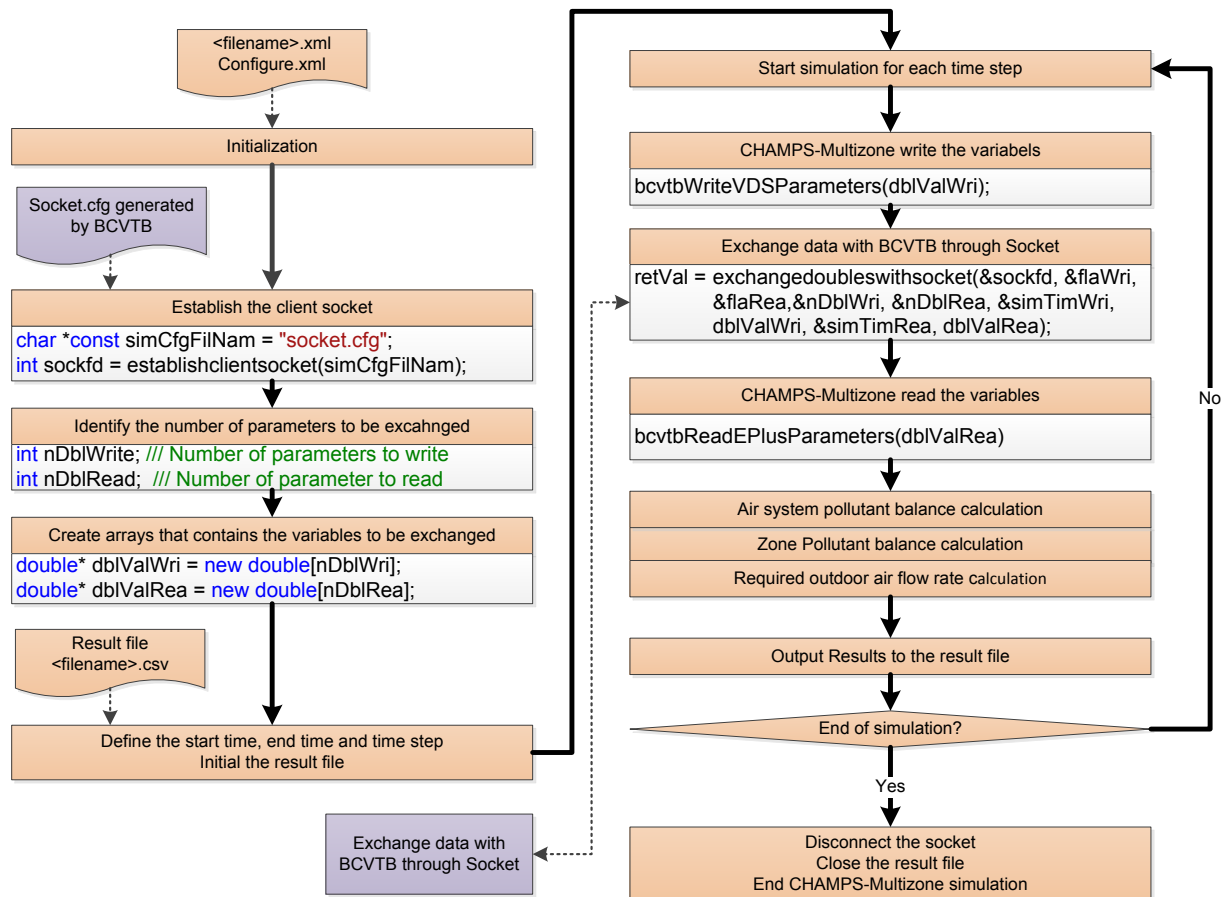 <filename>.xml
Configure.xml
Initialization
Socket.cfg generated
by BCVTB
Establish the client socket
char *const simCfgFilNam = "socket.cfg";
int sockfd = establishclientsocket(simCfgFilNam);
Identify the number of parameters to be excahnged
int nDblWrite; /// Number of parameters to write
int nDblRead;  /// Number of parameter to read
Create arrays that contains the variables to be exchanged
double* dblValWri = new double[nDblWri];
double* dblValRea = new double[nDblRea];
Result file
<filename>.csv
Define the start time, end time and time step
Initial the result file
Exchange data with
BCVTB through Socket
Start simulation for each time step
CHAMPS-Multizone write the variabels
bcvtbWriteVDSParameters(dblValWri);
Exchange data with BCVTB through Socket
retVal = exchangedoubleswithsocket(&sockfd, &flaWri,
&flaRea,&nDblWri, &nDblRea, &simTimWri,
dblValWri, &simTimRea, dblValRea);
CHAMPS-Multizone read the variables
bcvtbReadEPlusParameters(dblValRea)
Air system pollutant balance calculation
Zone Pollutant balance calculation
Required outdoor air flow rate calculation
Output Results to the result file
End of simulation?
No
Yes
Disconnect the socket
Close the result file
End CHAMPS-Multizone simulation